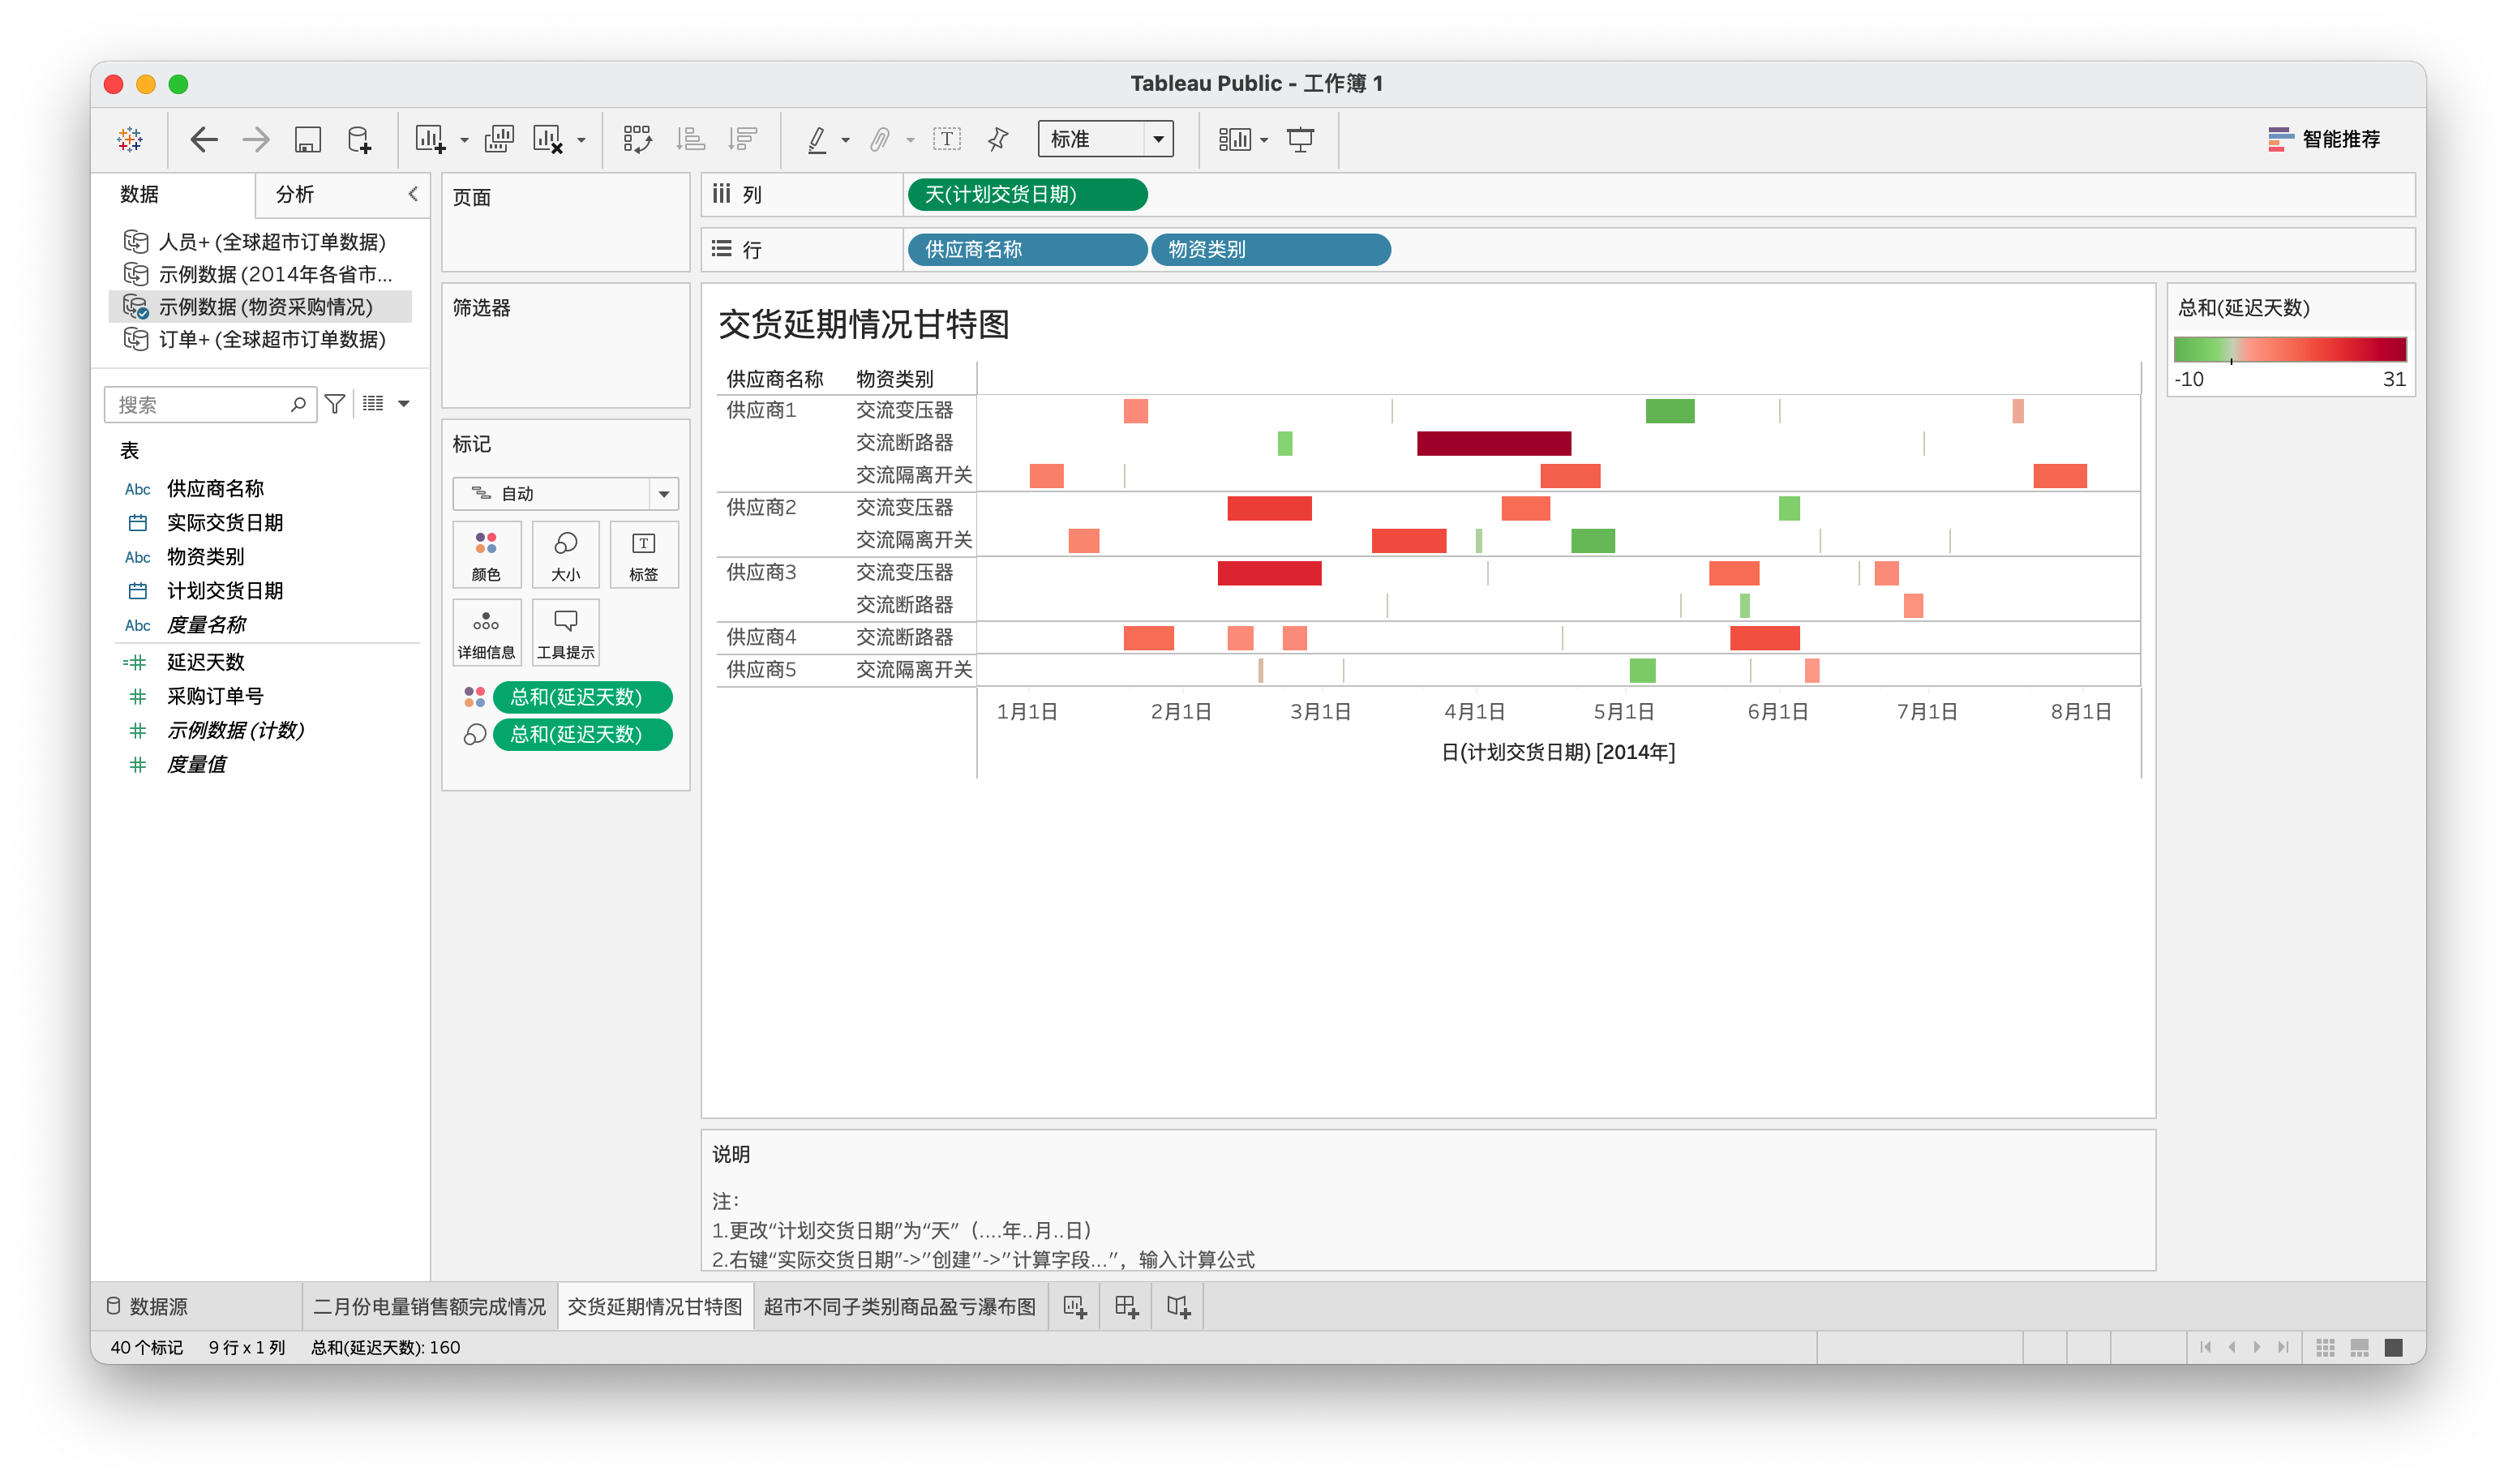 Tableau Public - 工作簿 1
标准
智能推荐
数据
分析
人员+ (全球超市订单数据)
示例数据 (2014年各省市...
示例数据 (物资采购情况)
订单+ (全球超市订单数据)
搜索
表
Abc 供应商名称
实际交货日期
Abc 物资类别
计划交货日期
Abc 度量名称
延迟天数
采购订单号
示例数据 (计数)
度量值
页面
筛选器
标记
自动
颜色
大小
T
标签
详细信息
工具提示
总和(延迟天数)
总和(延迟天数)
列
天(计划交货日期)
行
供应商名称
物资类别
交货延期情况甘特图
供应商名称 物资类别
供应商1 交流变压器
交流断路器
交流隔离开关
供应商2 交流变压器
交流隔离开关
供应商3 交流变压器
交流断路器
供应商4 交流断路器
供应商5 交流隔离开关
1月1日 2月1日 3月1日 4月1日 5月1日 6月1日 7月1日 8月1日
日(计划交货日期) [2014年]
总和(延迟天数)
-10 31
说明
注：
1.更改“计划交货日期”为“天”（....年..月..日）
2.右键“实际交货日期”->”创建”->”计算字段...”，输入计算公式
数据源
二月份电量销售额完成情况
交货延期情况甘特图
超市不同子类别商品盈亏瀑布图
40 个标记 9 行 x 1 列 总和(延迟天数): 160